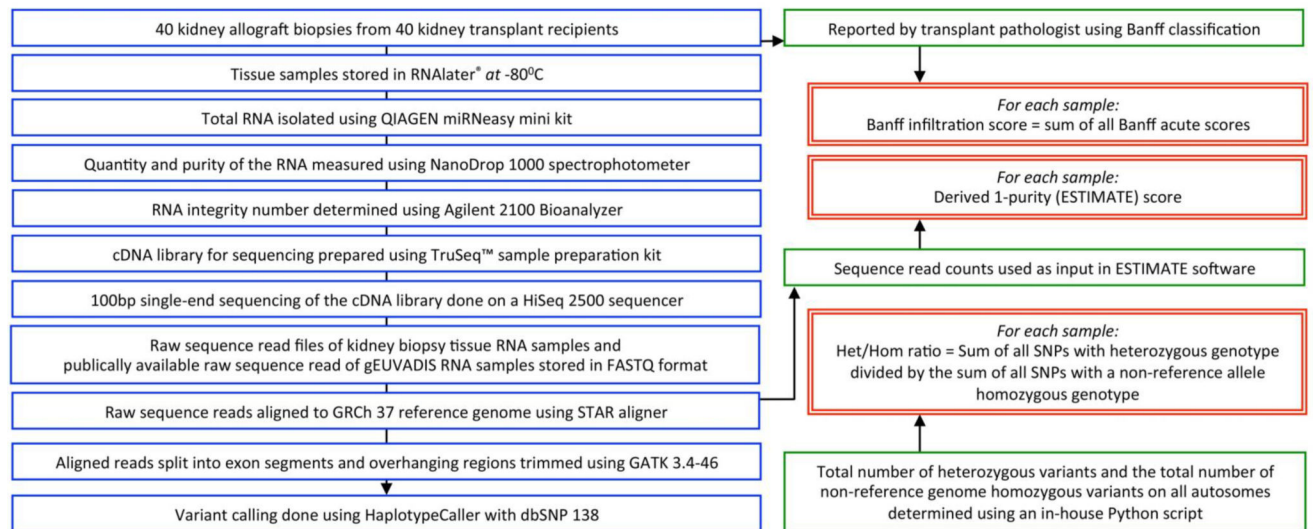 40 kidney allograft biopsies from 40 kidney transplant recipients
Tissue samples stored in RNAlater® at -80⁰C
Total RNA isolated using QIAGEN miRNeasy mini kit
Quantity and purity of the RNA measured using NanoDrop 1000 spectrophotometer
RNA integrity number determined using Agilent 2100 Bioanalyzer
cDNA library for sequencing prepared using TruSeq™ sample preparation kit
100bp single-end sequencing of the cDNA library done on a HiSeq 2500 sequencer
Raw sequence read files of kidney biopsy tissue RNA samples and
publically available raw sequence read of gEUVADIS RNA samples stored in FASTQ format
Raw sequence reads aligned to GRCh 37 reference genome using STAR aligner
Aligned reads split into exon segments and overhanging regions trimmed using GATK 3.4-46
Variant calling done using HaplotypeCaller with dbSNP 138
Reported by transplant pathologist using Banff classification
For each sample:
Banff infiltration score = sum of all Banff acute scores
For each sample:
Derived 1-purity (ESTIMATE) score
Sequence read counts used as input in ESTIMATE software
For each sample:
Het/Hom ratio = Sum of all SNPs with heterozygous genotype
divided by the sum of all SNPs with a non-reference allele
homozygous genotype
Total number of heterozygous variants and the total number of
non-reference genome homozygous variants on all autosomes
determined using an in-house Python script